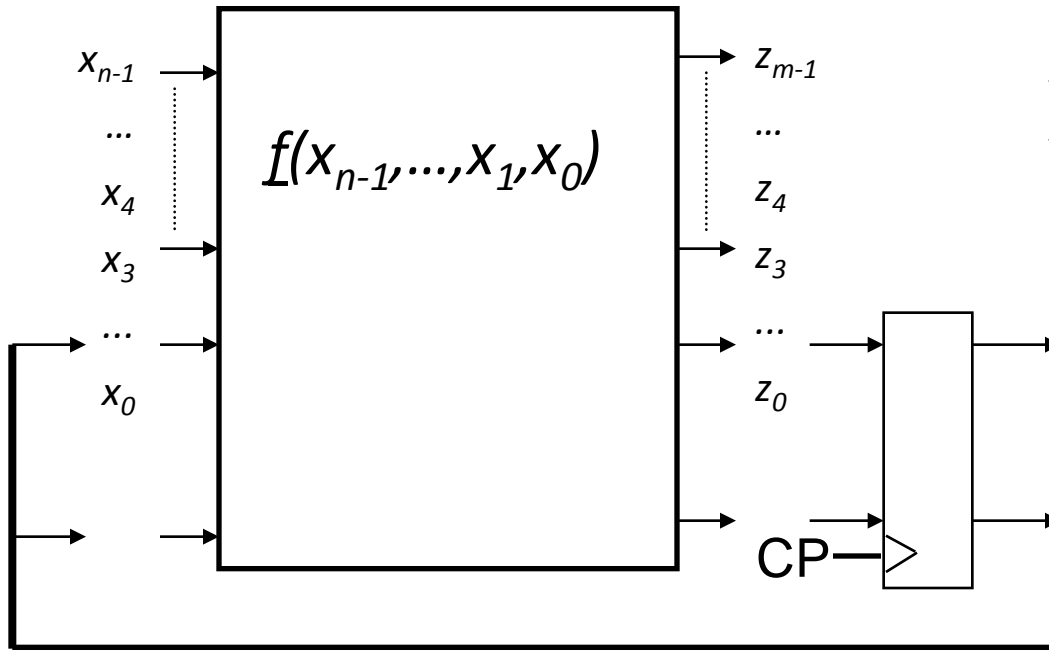 x_{n-1}
...
x_4
x_3
...
x_0
f(x_{n-1},...,x_1,x_0)
z_{m-1}
...
z_4
z_3
...
z_0
CP